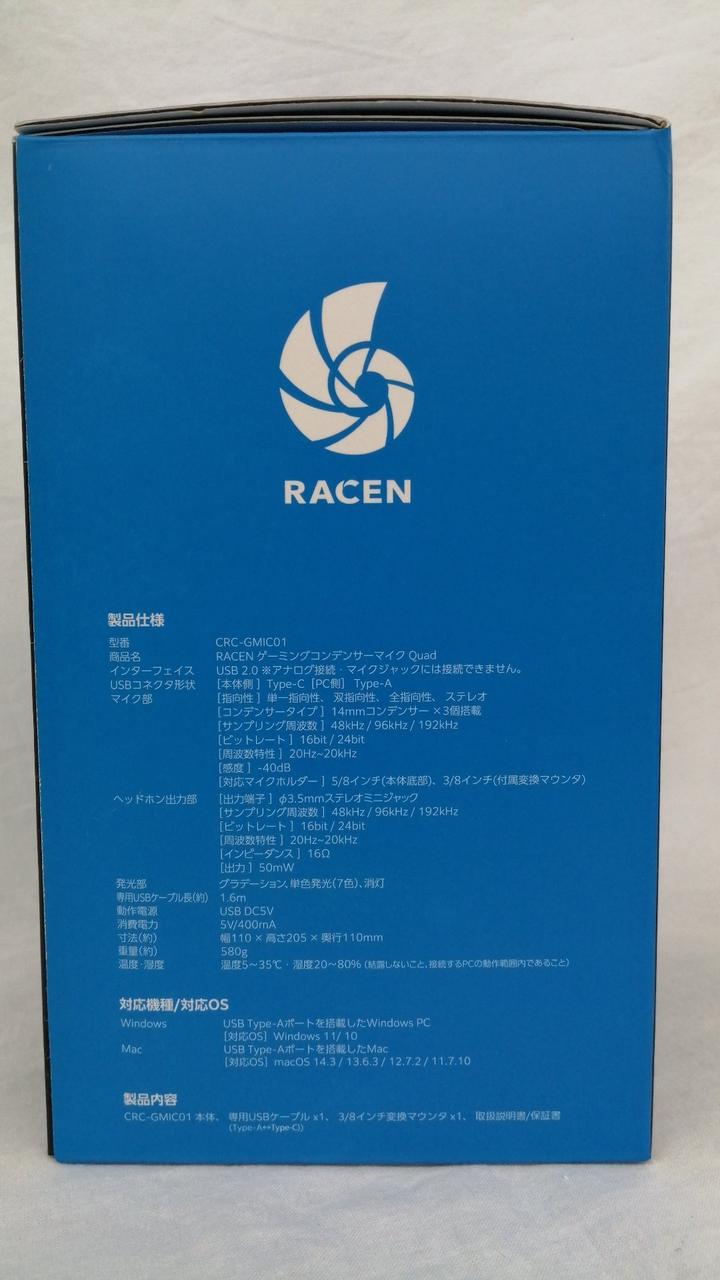 RACEN
製品仕様
型番 CRC-GMIC01
商品名 RACEN ゲーミングコンデンサーマイク Quad
インターフェイス USB 2.0 ※アナログ接続・マイクジャックには接続できません。
USBコネクタ形状 [本体側] Type-C [PC側] Type-A
マイク部 [指向性] 単一指向性、双指向性、全指向性、ステレオ
[コンデンサータイプ] 14mmコンデンサー ×3個搭載
[サンプリング周波数] 48kHz / 96kHz / 192kHz
[ビットレート] 16bit / 24bit
[周波数特性] 20Hz~20kHz
[感度] -40dB
[対応マイクホルダー] 5/8インチ(本体底部)、3/8インチ(付属変換マウンタ)
ヘッドホン出力部 [出力端子] φ3.5mmステレオミニジャック
[サンプリング周波数] 48kHz / 96kHz / 192kHz
[ビットレート] 16bit / 24bit
[周波数特性] 20Hz~20kHz
[インピーダンス] 16Ω
[出力] 50mW
発光部 グラデーション、単色発光(7色)、消灯
専用USBケーブル長(約) 1.6m
動作電源 USB DC5V
消費電力 5V/400mA
寸法(約) 幅110 × 高さ205 × 奥行110mm
重量(約) 580g
温度・湿度 温度5~35℃・湿度20~80% (結露しないこと、接続するPCの動作範囲内であること)
対応機種/対応OS
Windows USB Type-Aポートを搭載したWindows PC
[対応OS] Windows 11/ 10
Mac USB Type-Aポートを搭載したMac
[対応OS] macOS 14.3 / 13.6.3 / 12.7.2 / 11.7.10
製品内容
CRC-GMIC01 本体、専用USBケーブル x1、3/8インチ変換マウンタ x1、取扱説明書/保証書
(Type-A↔Type-C))